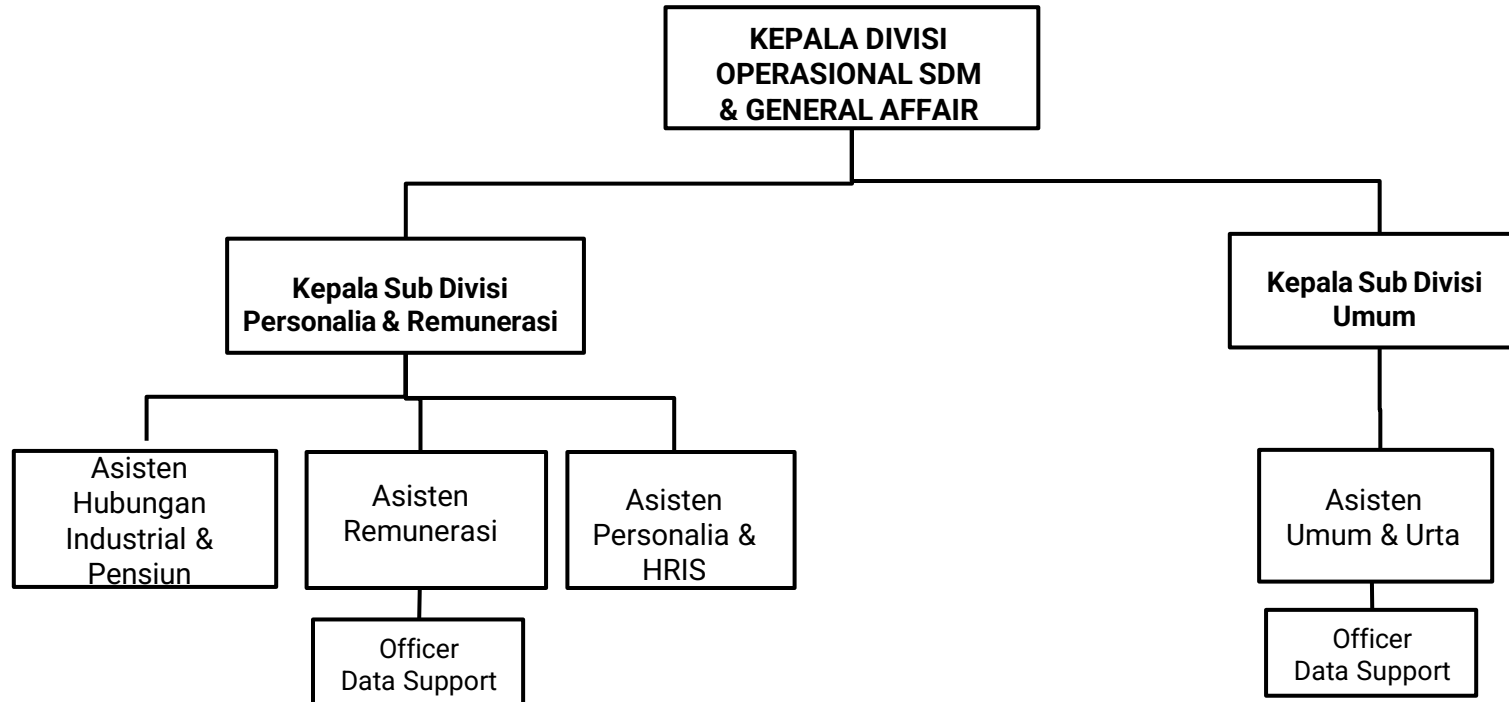 KEPALA DIVISI
OPERASIONAL SDM
& GENERAL AFFAIR
Kepala Sub Divisi
Personalia & Remunerasi
Kepala Sub Divisi
Umum
Asisten
Hubungan
Industrial &
Pensiun
Asisten
Remunerasi
Asisten
Personalia &
HRIS
Asisten
Umum & Urta
Officer
Data Support
Officer
Data Support